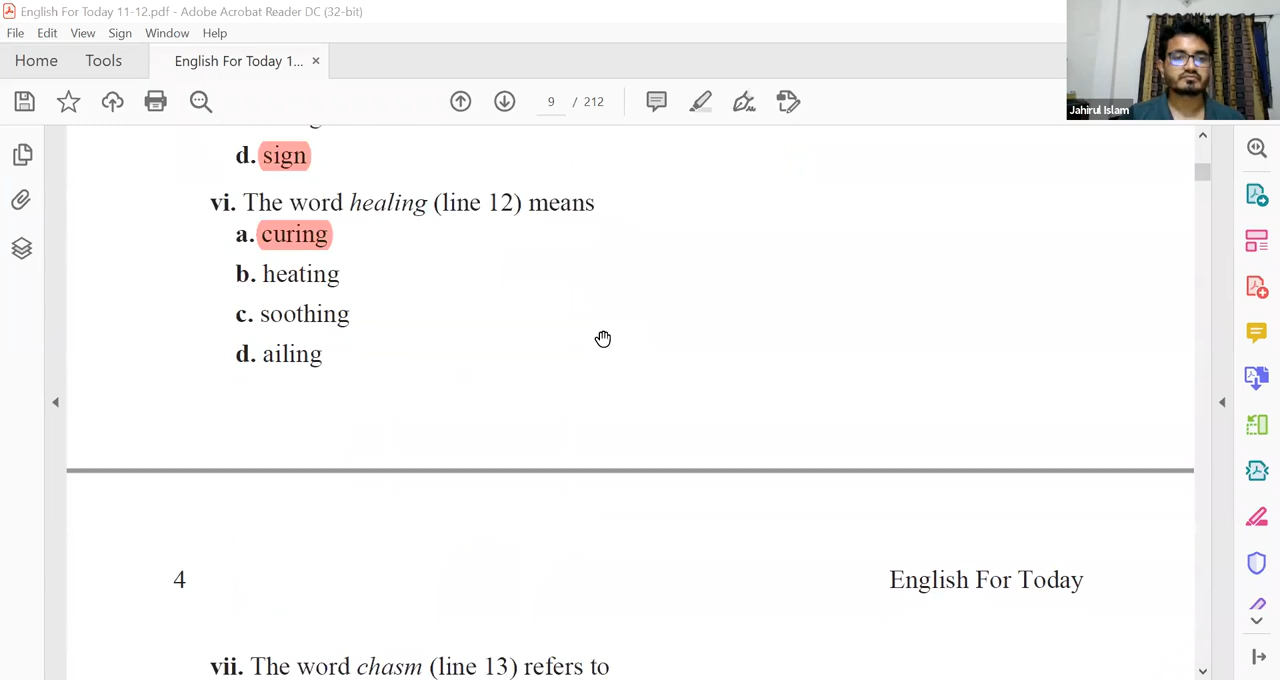 English For Today 11-12.pdf - Adobe Acrobat Reader DC (32-bit)
File Edit View Sign Window Help
Home Tools English For Today 1... ×
9 / 212
Jahirul Islam
d. sign
vi. The word healing (line 12) means
a. curing
b. heating
c. soothing
d. ailing
4 English For Today
vii. The word chasm (line 13) refers to